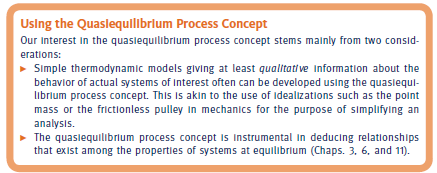 Using the Quasiequilibrium Process Concept
Our interest in the quasiequilibrium process concept stems mainly from two consid-
erations:
► Simple thermodynamic models giving at least qualitative information about the
behavior of actual systems of interest often can be developed using the quasiequi-
librium process concept. This is akin to the use of idealizations such as the point
mass or the frictionless pulley in mechanics for the purpose of simplifying an
analysis.
► The quasiequilibrium process concept is instrumental in deducing relationships
that exist among the properties of systems at equilibrium (Chaps. 3, 6, and 11).